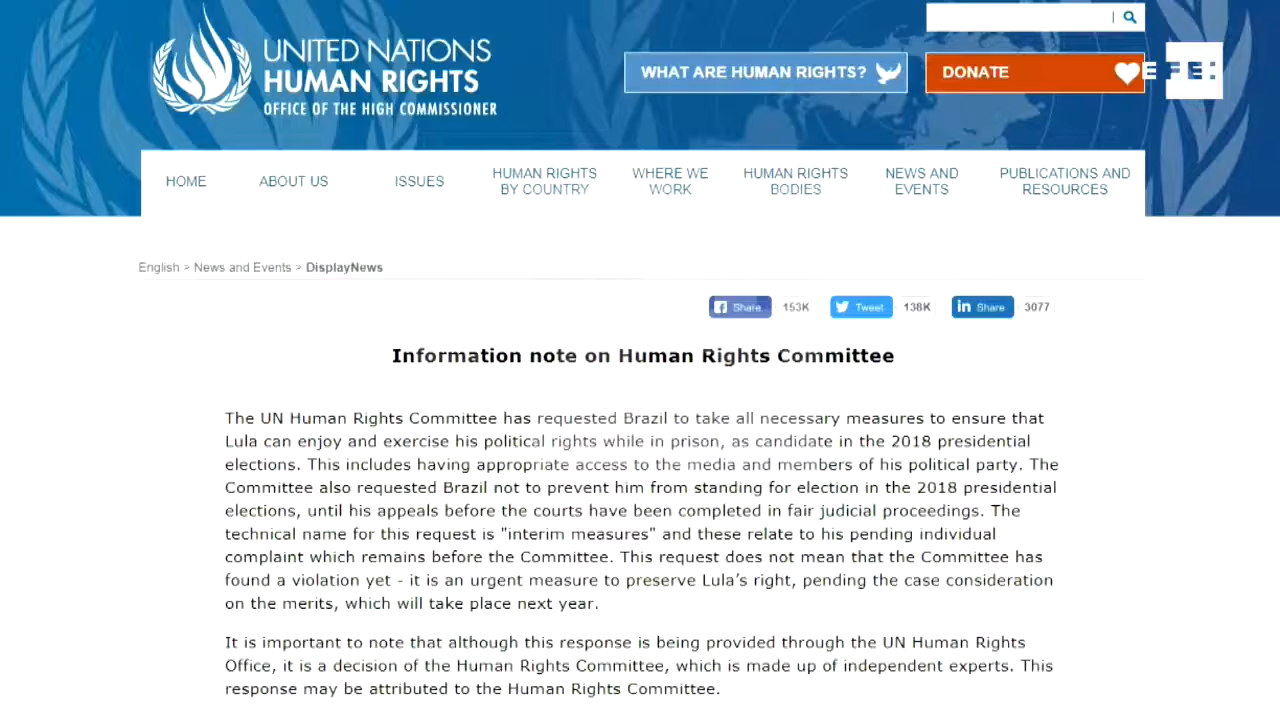 UNITED NATIONS
HUMAN RIGHTS
OFFICE OF THE HIGH COMMISSIONER
WHAT ARE HUMAN RIGHTS?
DONATE
EFE:
HOME
ABOUT US
ISSUES
HUMAN RIGHTS
BY COUNTRY
WHERE WE
WORK
HUMAN RIGHTS
BODIES
NEWS AND
EVENTS
PUBLICATIONS AND
RESOURCES
English > News and Events > DisplayNews
Share 153K Tweet 138K in Share 3077
Information note on Human Rights Committee
The UN Human Rights Committee has requested Brazil to take all necessary measures to ensure that
Lula can enjoy and exercise his political rights while in prison, as candidate in the 2018 presidential
elections. This includes having appropriate access to the media and members of his political party. The
Committee also requested Brazil not to prevent him from standing for election in the 2018 presidential
elections, until his appeals before the courts have been completed in fair judicial proceedings. The
technical name for this request is "interim measures" and these relate to his pending individual
complaint which remains before the Committee. This request does not mean that the Committee has
found a violation yet - it is an urgent measure to preserve Lula’s right, pending the case consideration
on the merits, which will take place next year.
It is important to note that although this response is being provided through the UN Human Rights
Office, it is a decision of the Human Rights Committee, which is made up of independent experts. This
response may be attributed to the Human Rights Committee.